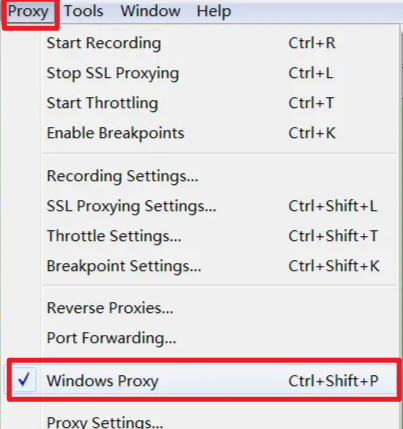 Proxy Tools Window Help
Start Recording Ctrl+R
Stop SSL Proxying Ctrl+L
Start Throttling Ctrl+T
Enable Breakpoints Ctrl+K
Recording Settings...
SSL Proxying Settings... Ctrl+Shift+L
Throttle Settings... Ctrl+Shift+T
Breakpoint Settings... Ctrl+Shift+K
Reverse Proxies...
Port Forwarding...
Windows Proxy Ctrl+Shift+P
Proxy Settings...